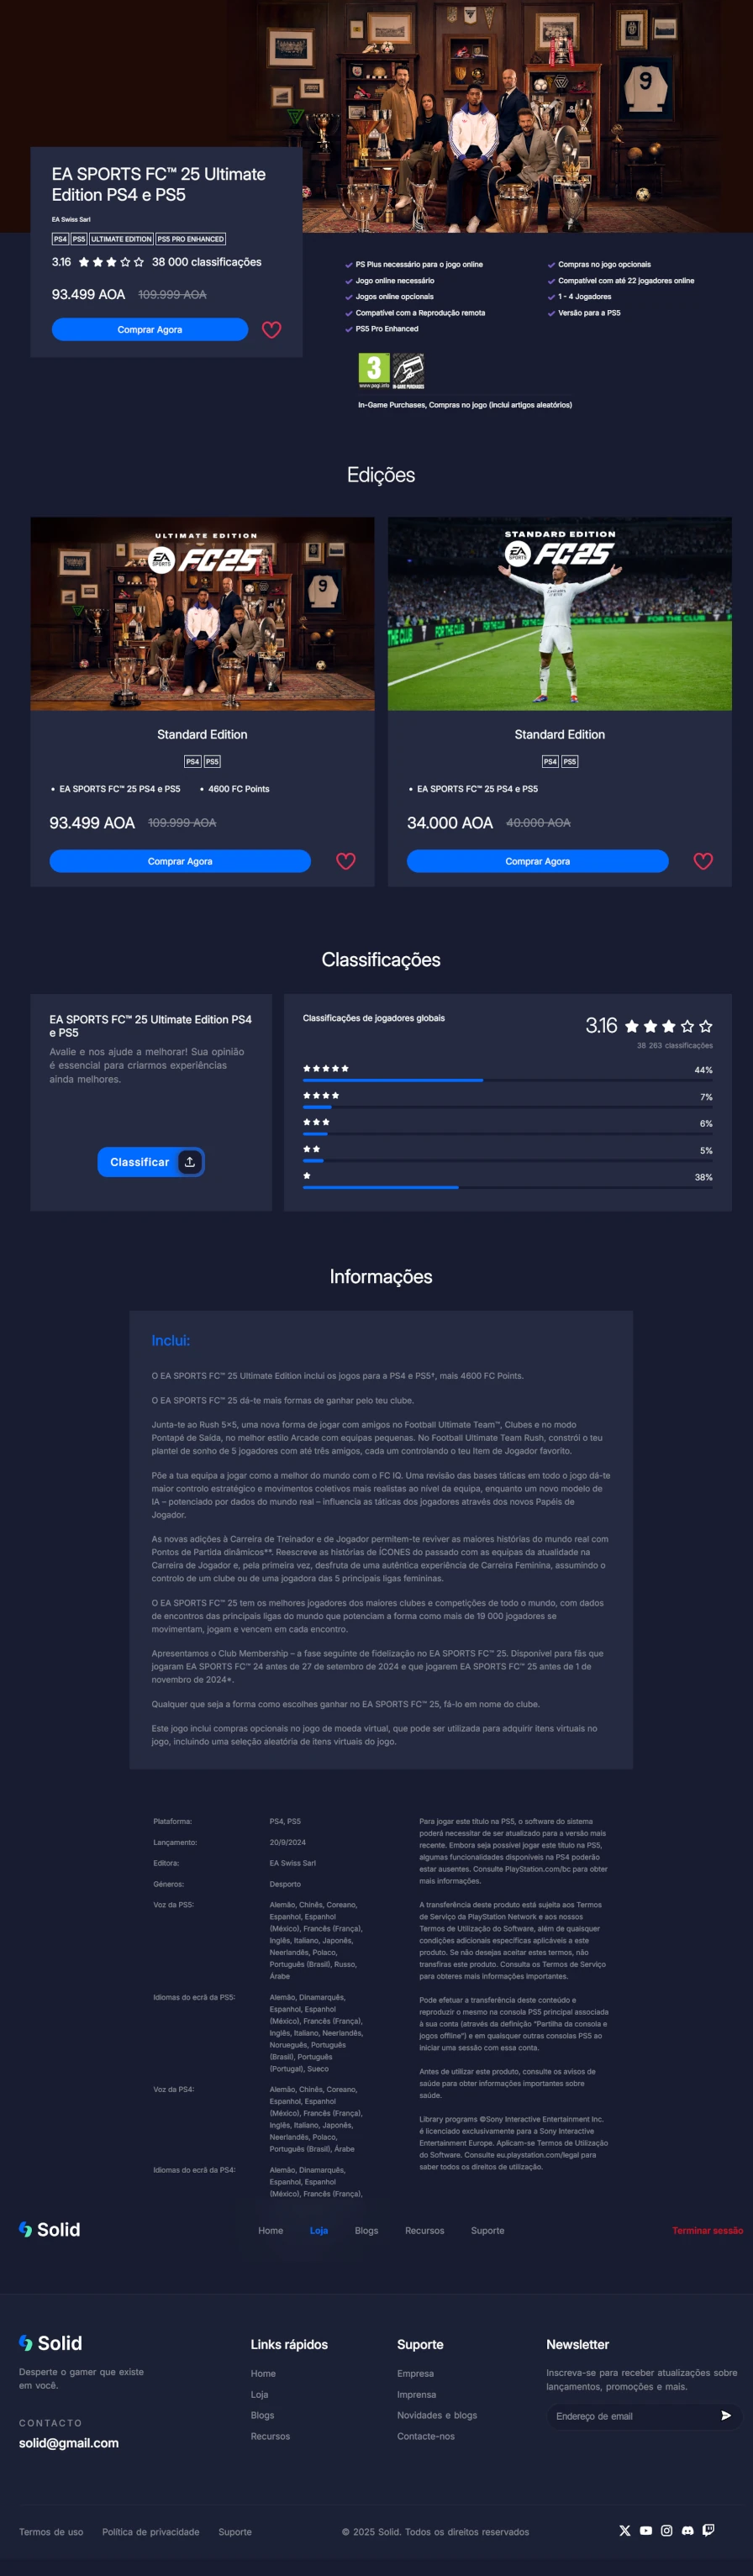 EA SPORTS FC™ 25 Ultimate
Edition PS4 e PS5
EA Swiss Sarl
PS4 PS5 ULTIMATE EDITION PS5 PRO ENHANCED
3.16 38 000 classificações
93.499 AOA 109.999 AOA
Comprar Agora
9
PS Plus necessário para o jogo online
Jogo online necessário
Jogos online opcionais
Compatível com a Reprodução remota
PS5 Pro Enhanced
Compras no jogo opcionais
Compatível com até 22 jogadores online
1 - 4 Jogadores
Versão para a PS5
3
www.pegi.info
IN-GAME PURCHASES
In-Game Purchases, Compras no jogo (inclui artigos aleatórios)
Edições
ULTIMATE EDITION
EA SPORTS FC25
9
Standard Edition
PS4 PS5
• EA SPORTS FC™ 25 PS4 e PS5 • 4600 FC Points
93.499 AOA 109.999 AOA
Comprar Agora
STANDARD EDITION
EA SPORTS FC25
FOR THE CLUB
FOR THE CLUB
Standard Edition
PS4 PS5
• EA SPORTS FC™ 25 PS4 e PS5
34.000 AOA 40.000 AOA
Comprar Agora
Classificações
EA SPORTS FC™ 25 Ultimate Edition PS4
e PS5
Avalie e nos ajude a melhorar! Sua opinião
é essencial para criarmos experiências
ainda melhores.
Classificar
Classificações de jogadores globais
3.16
38 263 classificações
44%
7%
6%
5%
38%
Informações
Inclui:
O EA SPORTS FC™ 25 Ultimate Edition inclui os jogos para a PS4 e PS5†, mais 4600 FC Points.
O EA SPORTS FC™ 25 dá-te mais formas de ganhar pelo teu clube.
Junta-te ao Rush 5×5, uma nova forma de jogar com amigos no Football Ultimate Team™, Clubes e no modo
Pontapé de Saída, no melhor estilo Arcade com equipas pequenas. No Football Ultimate Team Rush, constrói o teu
plantel de sonho de 5 jogadores com até três amigos, cada um controlando o teu Item de Jogador favorito.
Põe a tua equipa a jogar como a melhor do mundo com o FC IQ. Uma revisão das bases táticas em todo o jogo dá-te
maior controlo estratégico e movimentos coletivos mais realistas ao nível da equipa, enquanto um novo modelo de
IA – potenciado por dados do mundo real – influencia as táticas dos jogadores através dos novos Papéis de
Jogador.
As novas adições à Carreira de Treinador e de Jogador permitem-te reviver as maiores histórias do mundo real com
Pontos de Partida dinâmicos**. Reescreve as histórias de ÍCONES do passado com as equipas da atualidade na
Carreira de Jogador e, pela primeira vez, desfruta de uma autêntica experiência de Carreira Feminina, assumindo o
controlo de um clube ou de uma jogadora das 5 principais ligas femininas.
O EA SPORTS FC™ 25 tem os melhores jogadores dos maiores clubes e competições de todo o mundo, com dados
de encontros das principais ligas do mundo que potenciam a forma como mais de 19 000 jogadores se
movimentam, jogam e vencem em cada encontro.
Apresentamos o Club Membership – a fase seguinte de fidelização no EA SPORTS FC™ 25. Disponível para fãs que
jogaram EA SPORTS FC™ 24 antes de 27 de setembro de 2024 e que jogarem EA SPORTS FC™ 25 antes de 1 de
novembro de 2024*.
Qualquer que seja a forma como escolhes ganhar no EA SPORTS FC™ 25, fá-lo em nome do clube.
Este jogo inclui compras opcionais no jogo de moeda virtual, que pode ser utilizada para adquirir itens virtuais no
jogo, incluindo uma seleção aleatória de itens virtuais do jogo.
Plataforma: PS4, PS5
Lançamento: 20/9/2024
Editora: EA Swiss Sarl
Géneros: Desporto
Voz da PS5: Alemão, Chinês, Coreano,
Espanhol, Espanhol
(México), Francês (França),
Inglês, Italiano, Japonês,
Neerlandês, Polaco,
Português (Brasil), Russo,
Árabe
Idiomas do ecrã da PS5: Alemão, Dinamarquês,
Espanhol, Espanhol
(México), Francês (França),
Inglês, Italiano, Neerlandês,
Norueguês, Português
(Brasil), Português
(Portugal), Sueco
Voz da PS4: Alemão, Chinês, Coreano,
Espanhol, Espanhol
(México), Francês (França),
Inglês, Italiano, Japonês,
Neerlandês, Polaco,
Português (Brasil), Árabe
Idiomas do ecrã da PS4: Alemão, Dinamarquês,
Espanhol, Espanhol
(México), Francês (França),
Para jogar este título na PS5, o software do sistema
poderá necessitar de ser atualizado para a versão mais
recente. Embora seja possível jogar este título na PS5,
algumas funcionalidades disponíveis na PS4 poderão
estar ausentes. Consulte PlayStation.com/bc para obter
mais informações.
A transferência deste produto está sujeita aos Termos
de Serviço da PlayStation Network e aos nossos
Termos de Utilização do Software, além de quaisquer
condições adicionais específicas aplicáveis a este
produto. Se não desejas aceitar estes termos, não
transfiras este produto. Consulta os Termos de Serviço
para obteres mais informações importantes.
Pode efetuar a transferência deste conteúdo e
reproduzir o mesmo na consola PS5 principal associada
à sua conta (através da definição "Partilha da consola e
jogos offline") e em quaisquer outras consolas PS5 ao
iniciar uma sessão com essa conta.
Antes de utilizar este produto, consulte os avisos de
saúde para obter informações importantes sobre
saúde.
Library programs ©Sony Interactive Entertainment Inc.
é licenciado exclusivamente para a Sony Interactive
Entertainment Europe. Aplicam-se Termos de Utilização
do Software. Consulte eu.playstation.com/legal para
saber todos os direitos de utilização.
Solid Home Loja Blogs Recursos Suporte Terminar sessão
Solid
Desperte o gamer que existe
em você.
CONTACTO
solid@gmail.com
Links rápidos
Home
Loja
Blogs
Recursos
Suporte
Empresa
Imprensa
Novidades e blogs
Contacte-nos
Newsletter
Inscreva-se para receber atualizações sobre
lançamentos, promoções e mais.
Endereço de email
Termos de uso Política de privacidade Suporte © 2025 Solid. Todos os direitos reservados